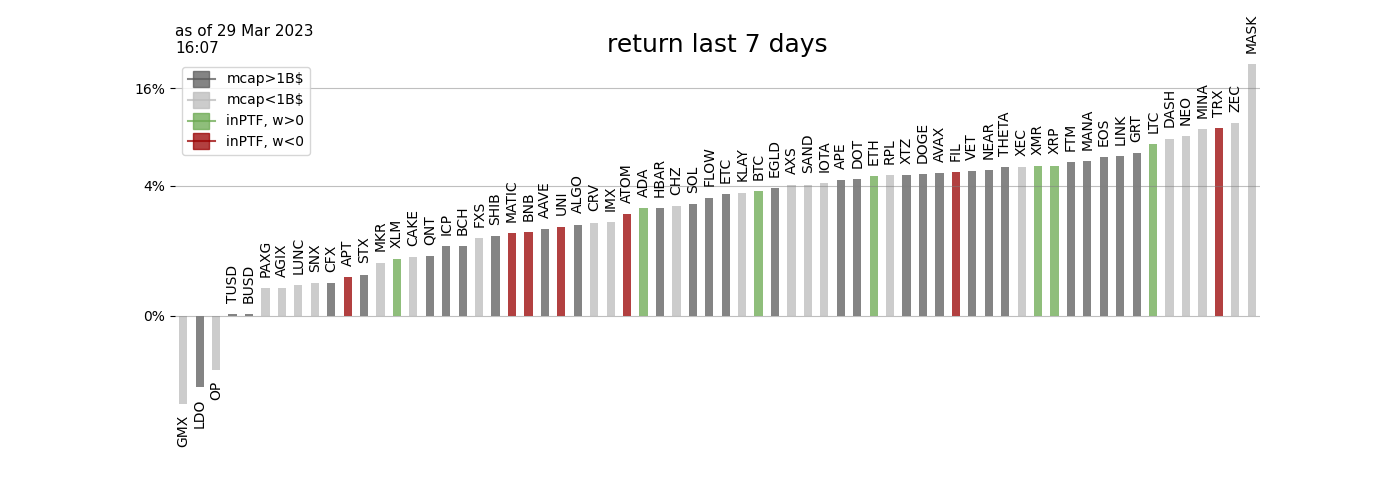 as of 29 Mar 2023
16:07
return last 7 days
mcap>1B$
mcap<1B$
inPTF, w>0
inPTF, w<0
16%
4%
0%
GMX
LDO
OP
TUSD
BUSD
PAXG
AGIX
LUNC
SNX
CFX
APT
STX
MKR
XLM
CAKE
QNT
ICP
BCH
FXS
SHIB
MATIC
BNB
AAVE
UNI
ALGO
CRV
IMX
ATOM
ADA
HBAR
CHZ
SOL
FLOW
ETC
KLAY
BTC
EGLD
AXS
SAND
IOTA
APE
DOT
ETH
RPL
XTZ
DOGE
AVAX
FIL
VET
NEAR
THETA
XEC
XMR
XRP
FTM
MANA
EOS
LINK
GRT
LTC
DASH
NEO
MINA
TRX
ZEC
MASK